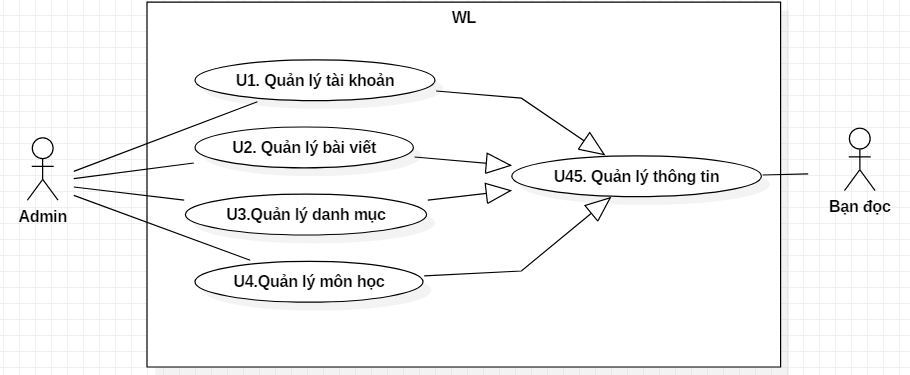 WL
U1. Quản lý tài khoản
U2. Quản lý bài viết
U45. Quản lý thông tin
U3.Quản lý danh mục
U4.Quản lý môn học
Admin
Bạn đọc